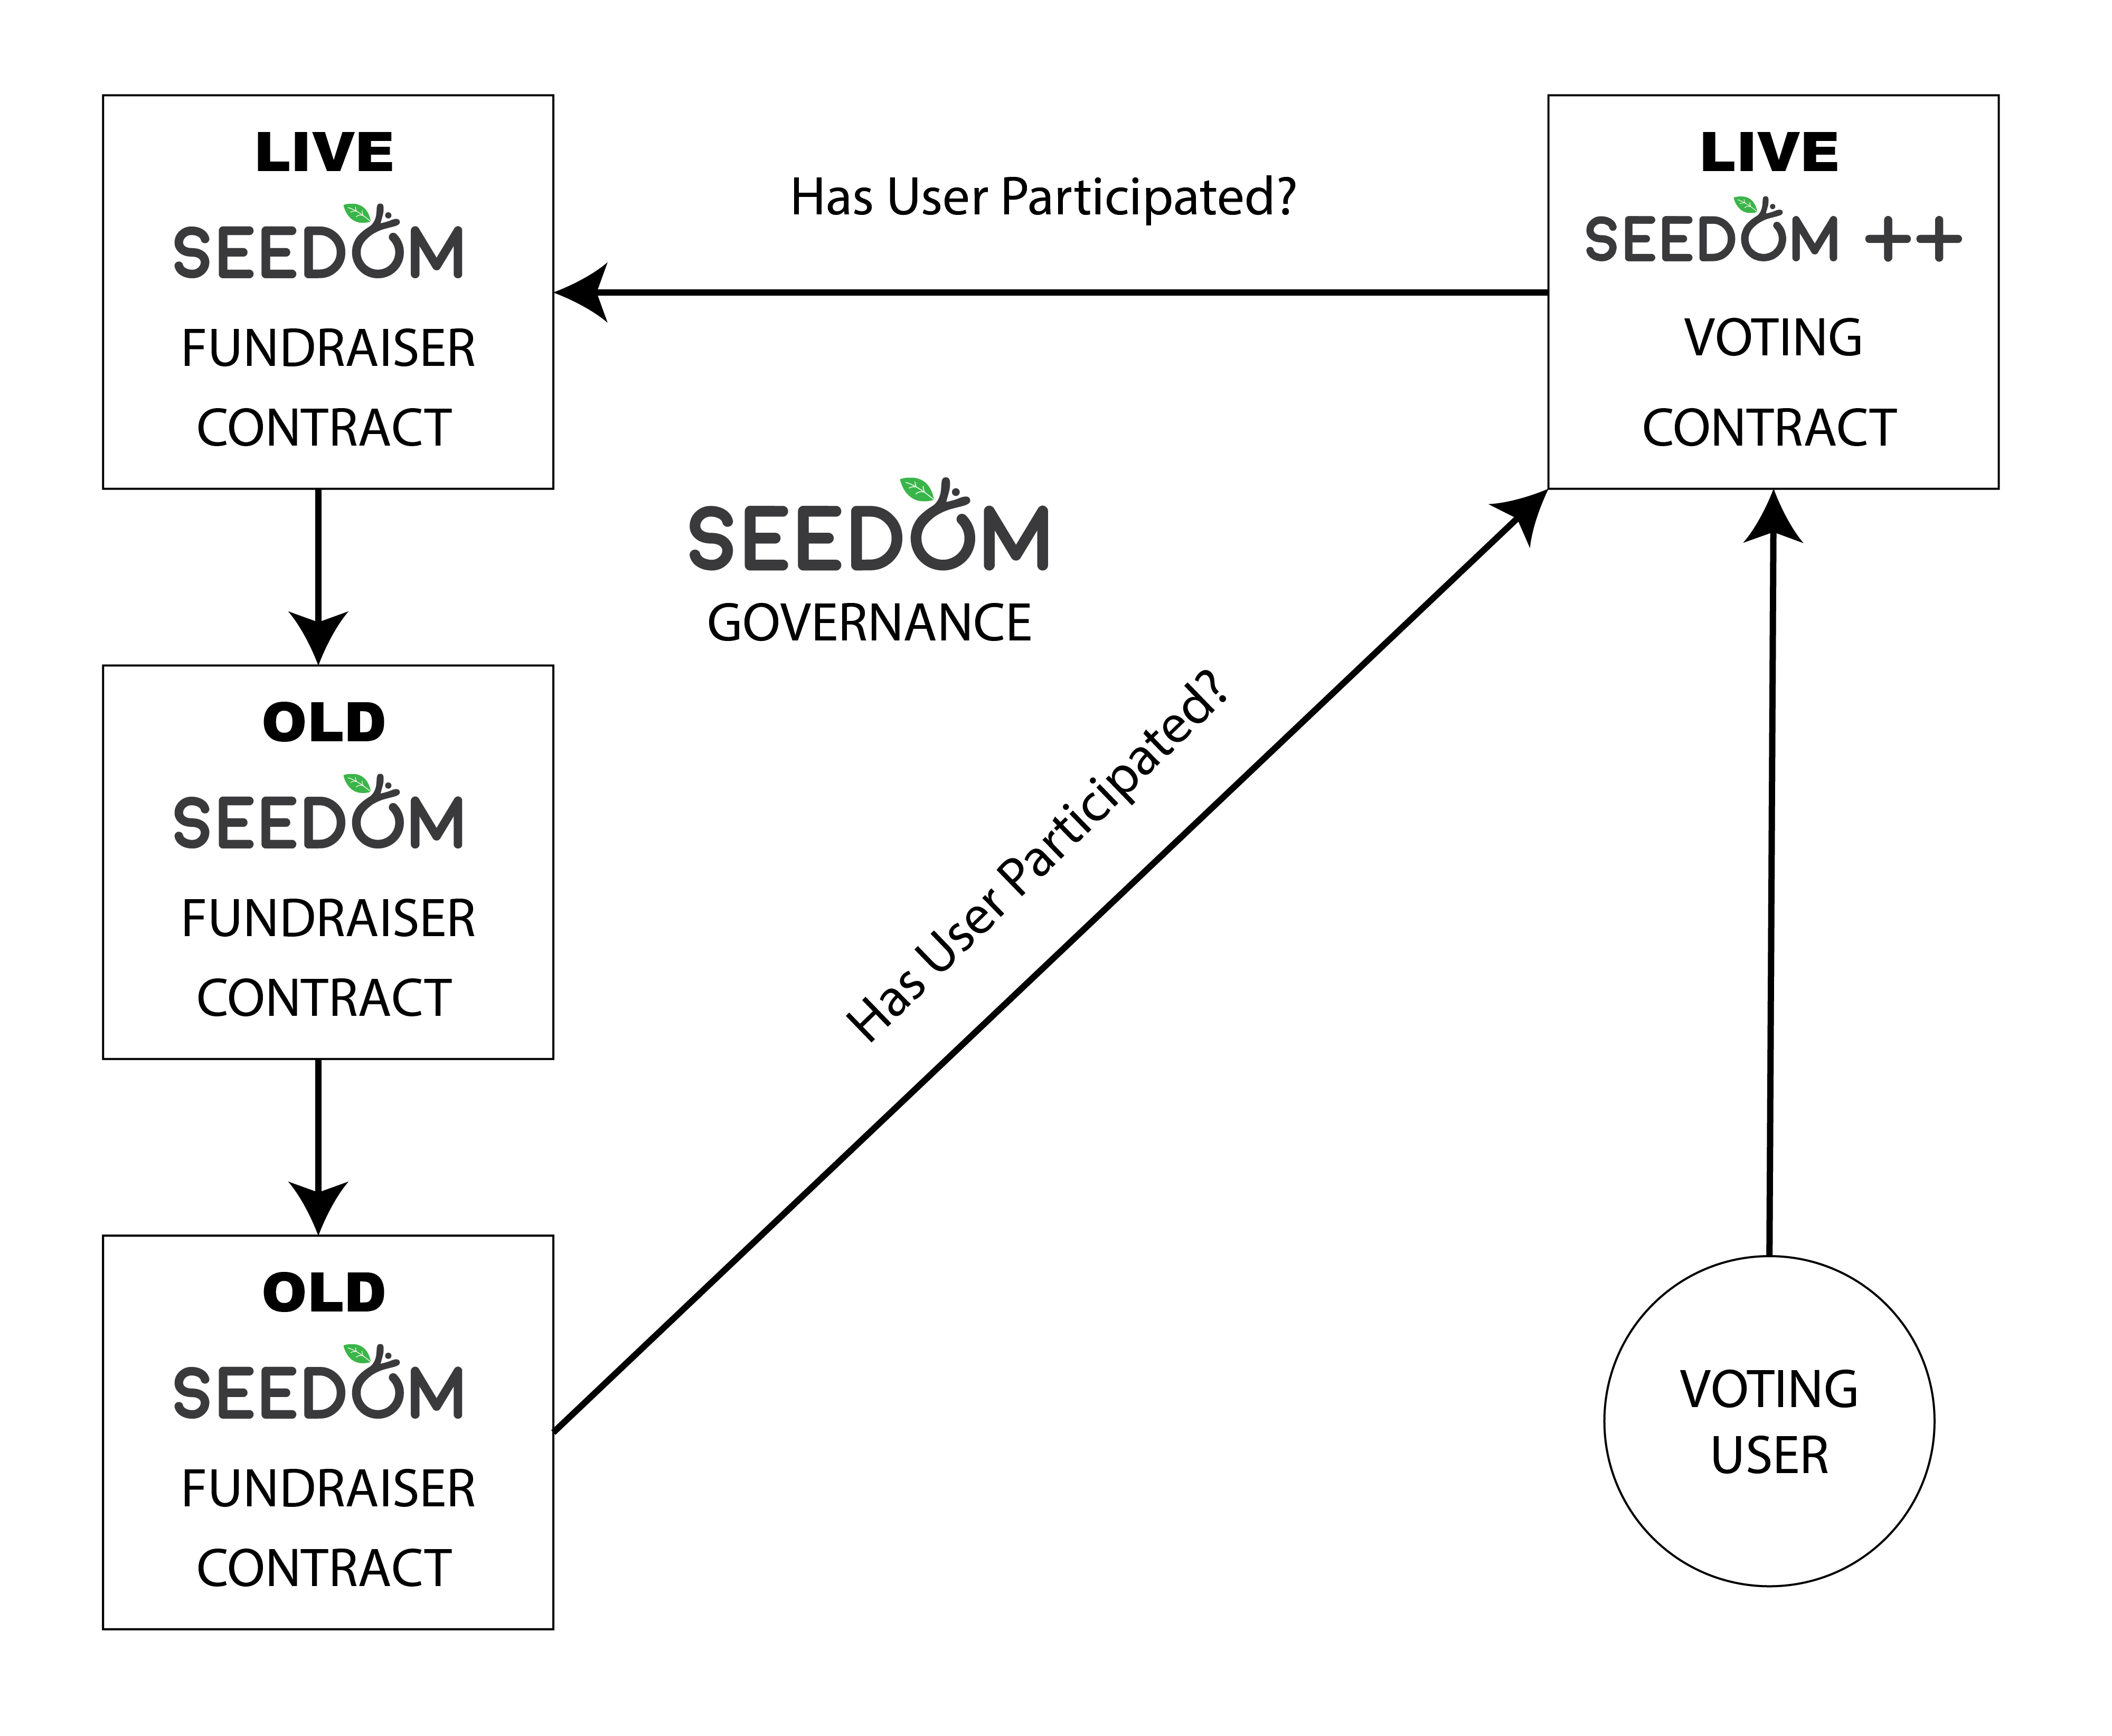 LIVE
SEEDOM
FUNDRAISER
CONTRACT
Has User Participated?
LIVE
SEEDOM ++
VOTING
CONTRACT
SEEDOM
GOVERNANCE
OLD
SEEDOM
FUNDRAISER
CONTRACT
Has User Participated?
OLD
SEEDOM
FUNDRAISER
CONTRACT
VOTING
USER